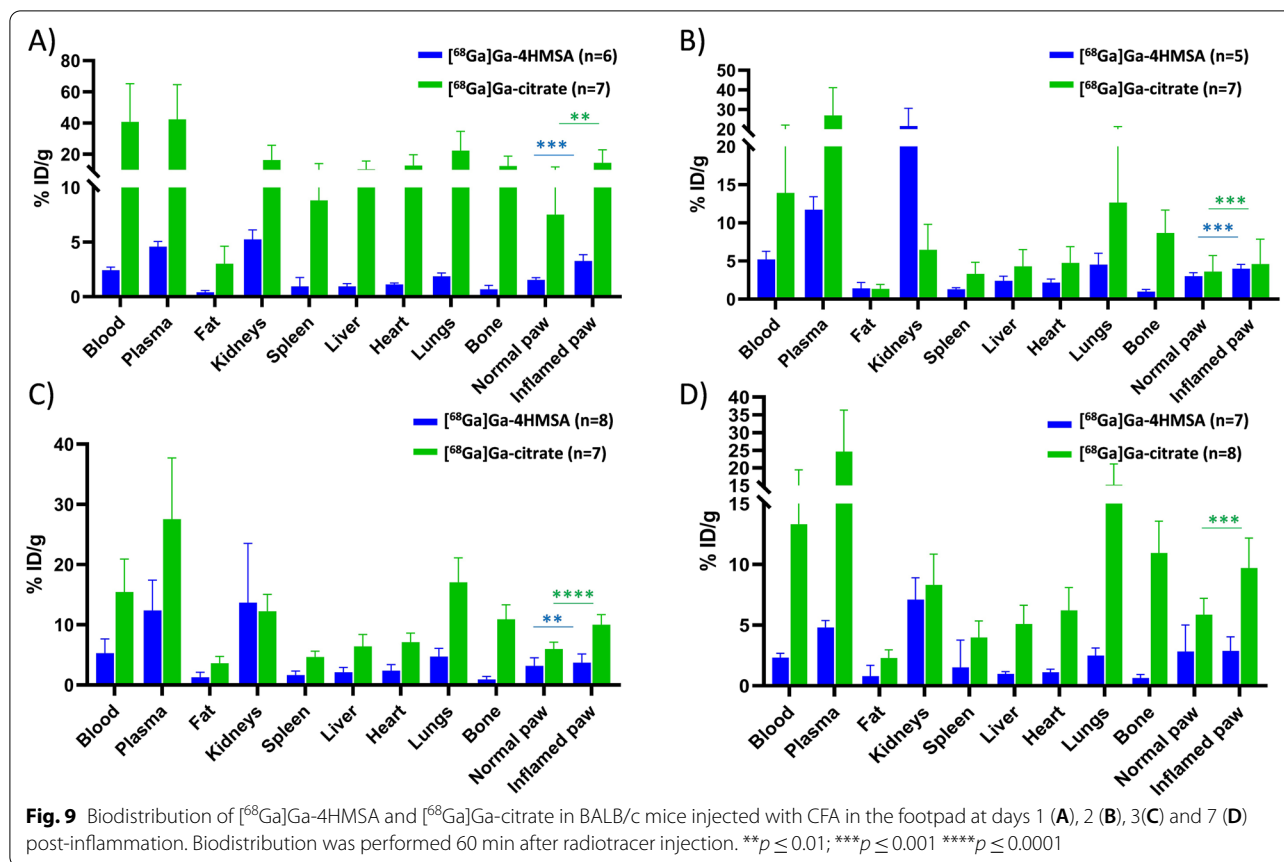 A)
[⁶⁸Ga]Ga-4HMSA (n=6)
[⁶⁸Ga]Ga-citrate (n=7)
% ID/g
80
60
40
20
10
5
0
**
***
Blood
Plasma
Fat
Kidneys
Spleen
Liver
Heart
Lungs
Bone
Normal paw
Inflamed paw
B)
[⁶⁸Ga]Ga-4HMSA (n=5)
[⁶⁸Ga]Ga-citrate (n=7)
% ID/g
50
40
30
20
20
15
10
5
0
***
***
Blood
Plasma
Fat
Kidneys
Spleen
Liver
Heart
Lungs
Bone
Normal paw
Inflamed paw
C)
[⁶⁸Ga]Ga-4HMSA (n=8)
[⁶⁸Ga]Ga-citrate (n=7)
% ID/g
40
30
20
10
0
****
**
Blood
Plasma
Fat
Kidneys
Spleen
Liver
Heart
Lungs
Bone
Normal paw
Inflamed paw
D)
[⁶⁸Ga]Ga-4HMSA (n=7)
[⁶⁸Ga]Ga-citrate (n=8)
% ID/g
40
35
30
25
20
15
15
10
5
0
***
Blood
Plasma
Fat
Kidneys
Spleen
Liver
Heart
Lungs
Bone
Normal paw
Inflamed paw
Fig. 9 Biodistribution of [⁶⁸Ga]Ga-4HMSA and [⁶⁸Ga]Ga-citrate in BALB/c mice injected with CFA in the footpad at days 1 (A), 2 (B), 3(C) and 7 (D)
post-inflammation. Biodistribution was performed 60 min after radiotracer injection. **p ≤ 0.01; ***p ≤ 0.001 ****p ≤ 0.0001